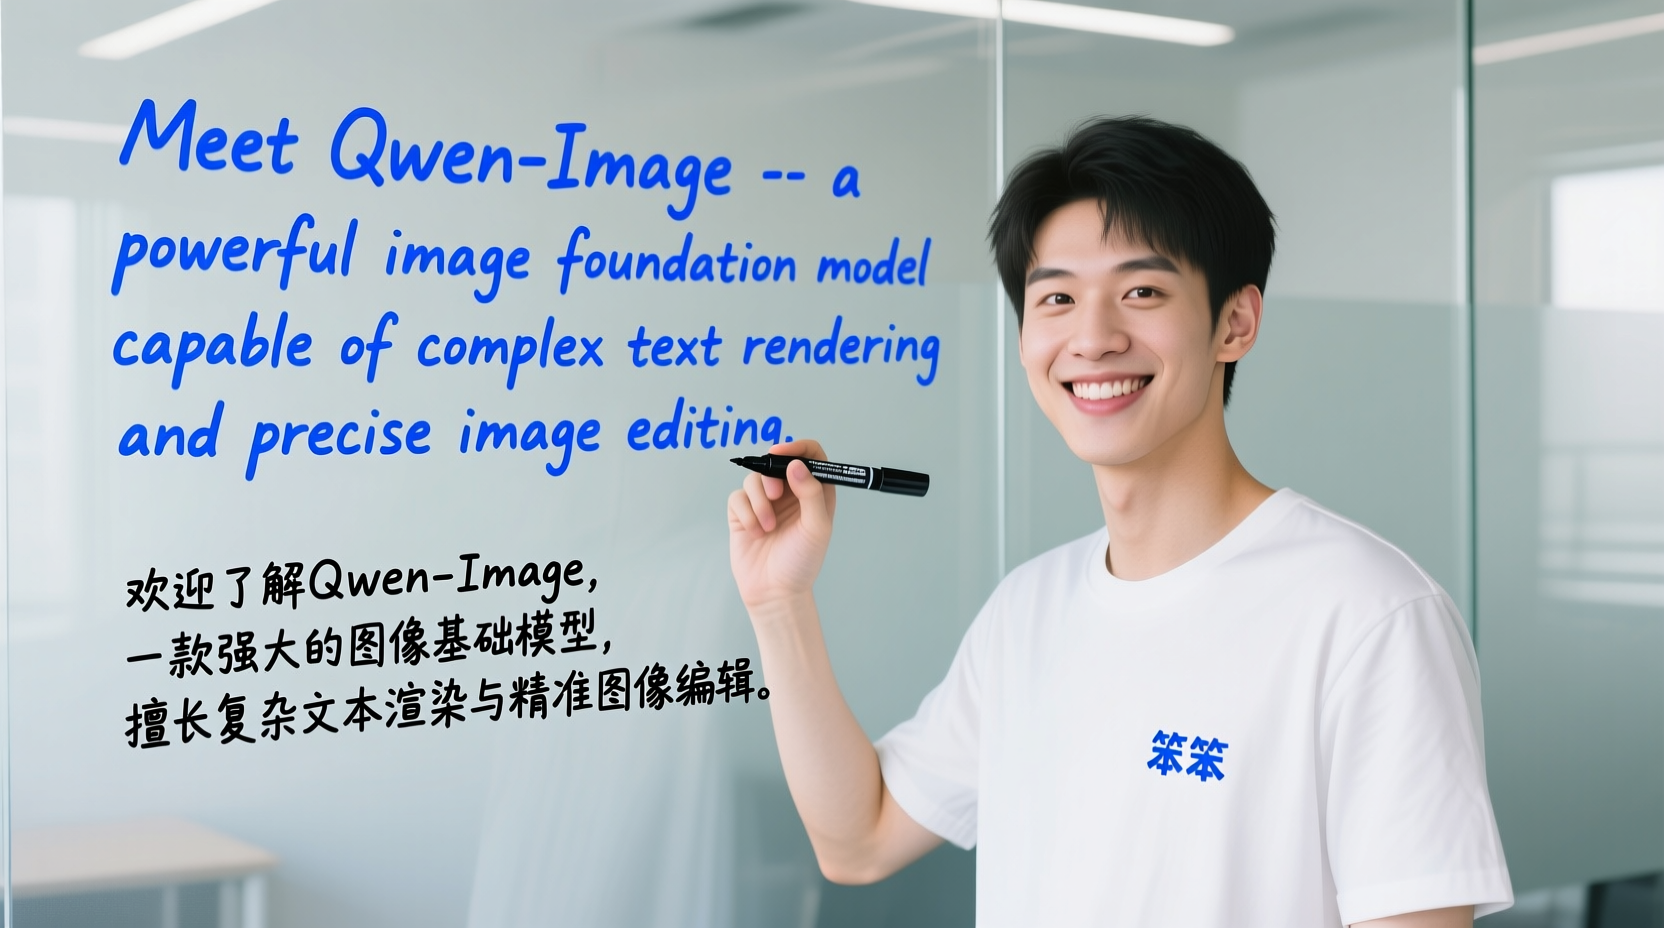 Meet Qwen-Image -- a
powerful image foundation model
capable of complex text rendering
and precise image editing.
欢迎了解Qwen-Image,
一款强大的图像基础模型,
擅长复杂文本渲染与精准图像编辑。
笨笨